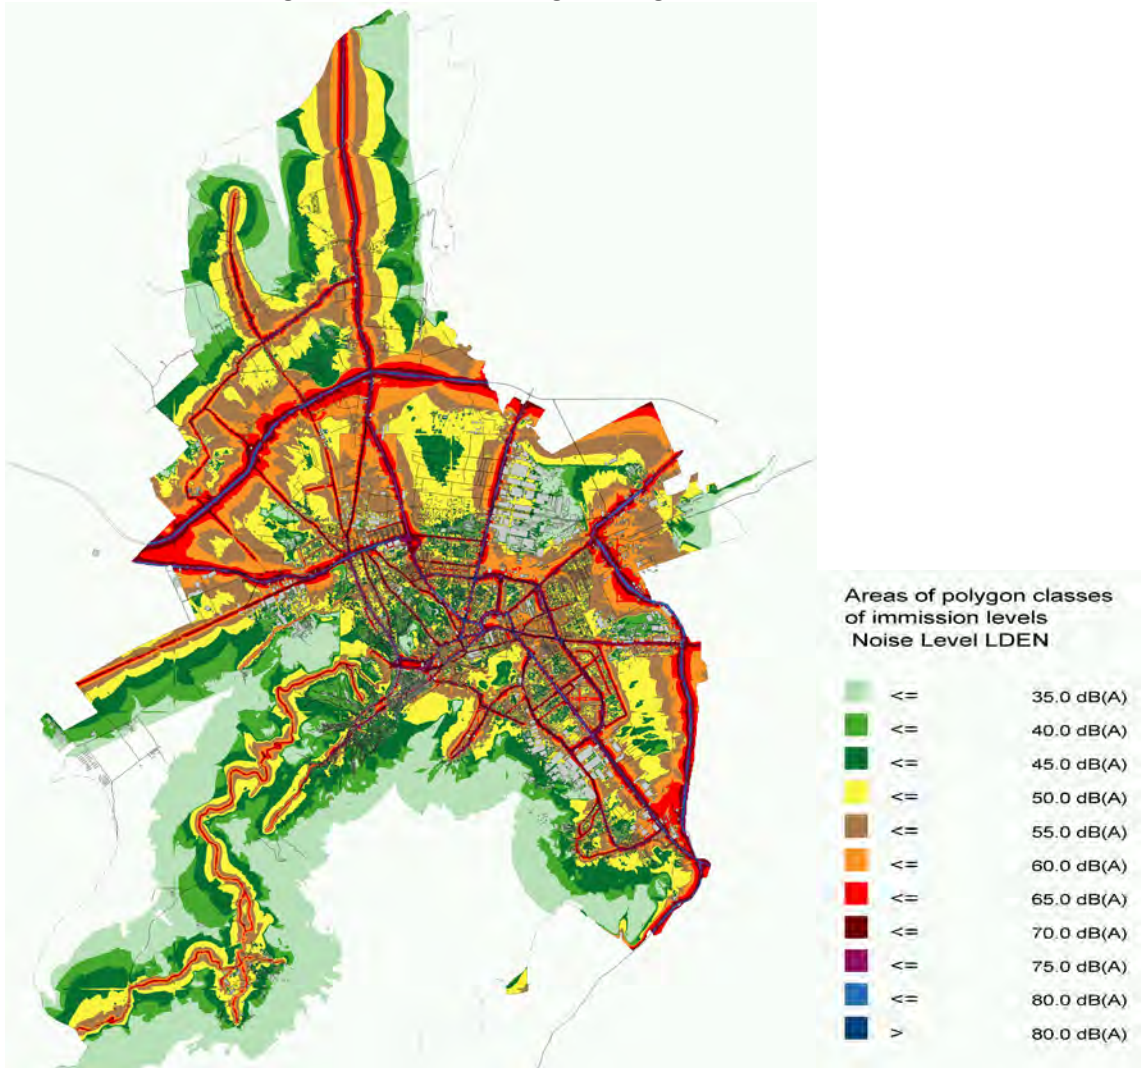 Areas of polygon classes
of immission levels
Noise Level LDEN
<= 35.0 dB(A)
<= 40.0 dB(A)
<= 45.0 dB(A)
<= 50.0 dB(A)
<= 55.0 dB(A)
<= 60.0 dB(A)
<= 65.0 dB(A)
<= 70.0 dB(A)
<= 75.0 dB(A)
<= 80.0 dB(A)
> 80.0 dB(A)